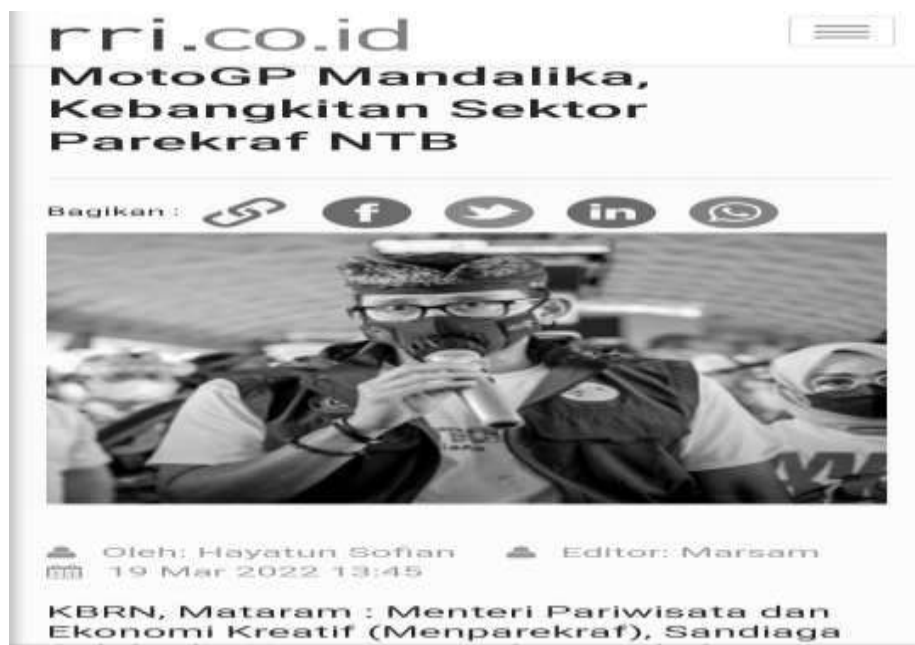 rri.co.id
MotoGP Mandalika,
Kebangkitan Sektor
Parekraf NTB
Bagikan :
Oleh: Hayatun Sofian
Editor: Marsam
19 Mar 2022 13:45
KBRN, Mataram : Menteri Pariwisata dan
Ekonomi Kreatif (Menparekraf), Sandiaga